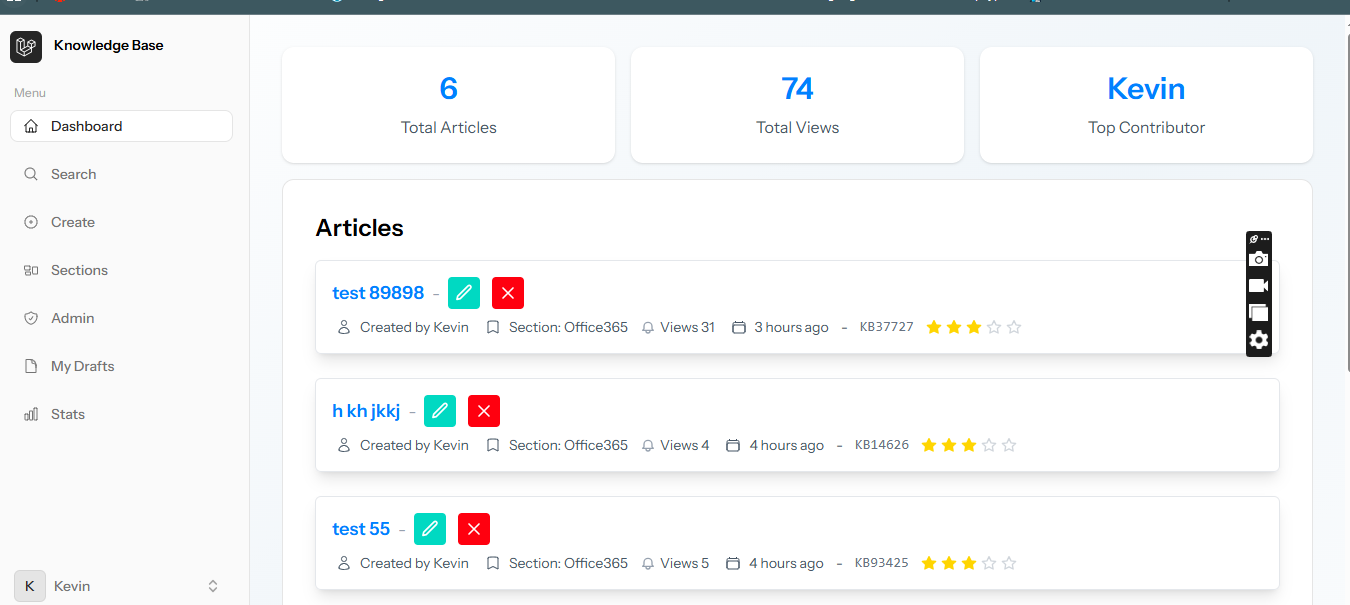 Knowledge Base
Menu
Dashboard
Search
Create
Sections
Admin
My Drafts
Stats
K Kevin
6
Total Articles
74
Total Views
Kevin
Top Contributor
Articles
test 89898 -
Created by Kevin Section: Office365 Views 31 3 hours ago - KB37727
h kh jkkj -
Created by Kevin Section: Office365 Views 4 4 hours ago - KB14626
test 55 -
Created by Kevin Section: Office365 Views 5 4 hours ago - KB93425